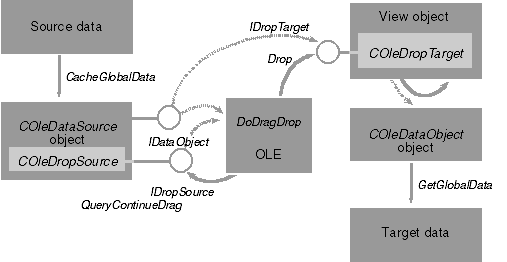 Source data
CacheGlobalData
COleDataSource
object
COleDropSource
IDataObject
IDropSource
QueryContinueDrag
DoDragDrop
OLE
Drop
IDropTarget
View object
COleDropTarget
COleDataObject
object
GetGlobalData
Target data